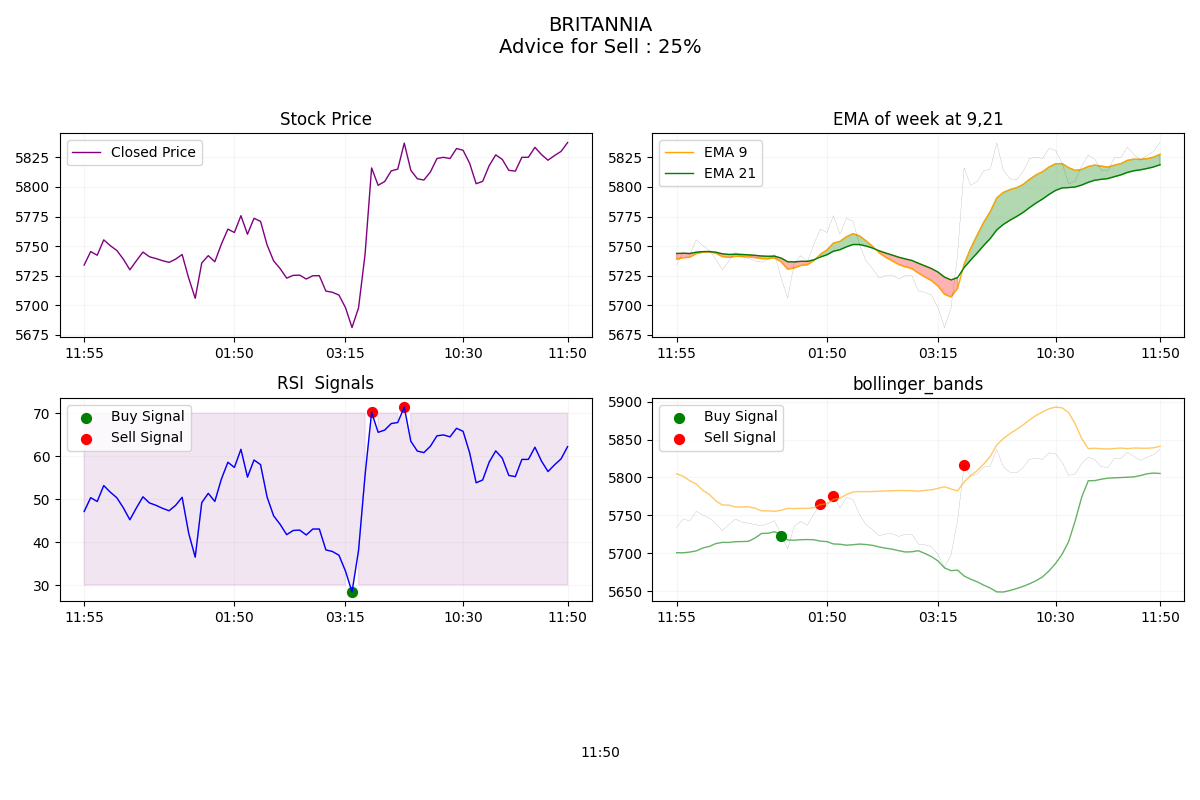 BRITANNIA
Advice for Sell : 25%
Stock Price
Closed Price
5825
5800
5775
5750
5725
5700
5675
11:55 01:50 03:15 10:30 11:50
EMA of week at 9,21
EMA 9
EMA 21
5825
5800
5775
5750
5725
5700
5675
11:55 01:50 03:15 10:30 11:50
RSI  Signals
Buy Signal
Sell Signal
70
60
50
40
30
11:55 01:50 03:15 10:30 11:50
bollinger_bands
Buy Signal
Sell Signal
5900
5850
5800
5750
5700
5650
11:55 01:50 03:15 10:30 11:50
11:50